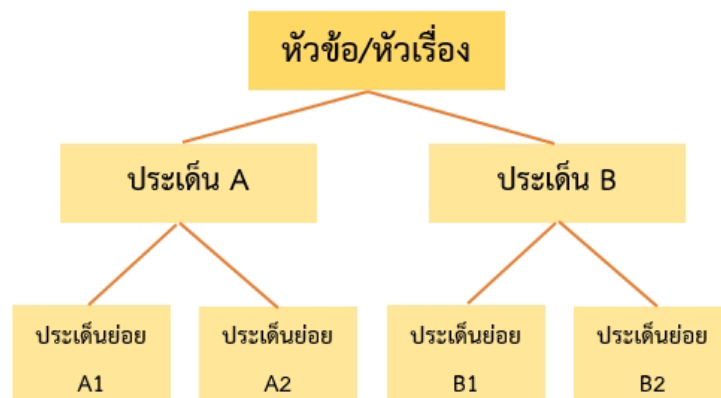 หัวข้อ/หัวเรื่อง
ประเด็น A
ประเด็น B
ประเด็นย่อย
A1
ประเด็นย่อย
A2
ประเด็นย่อย
B1
ประเด็นย่อย
B2